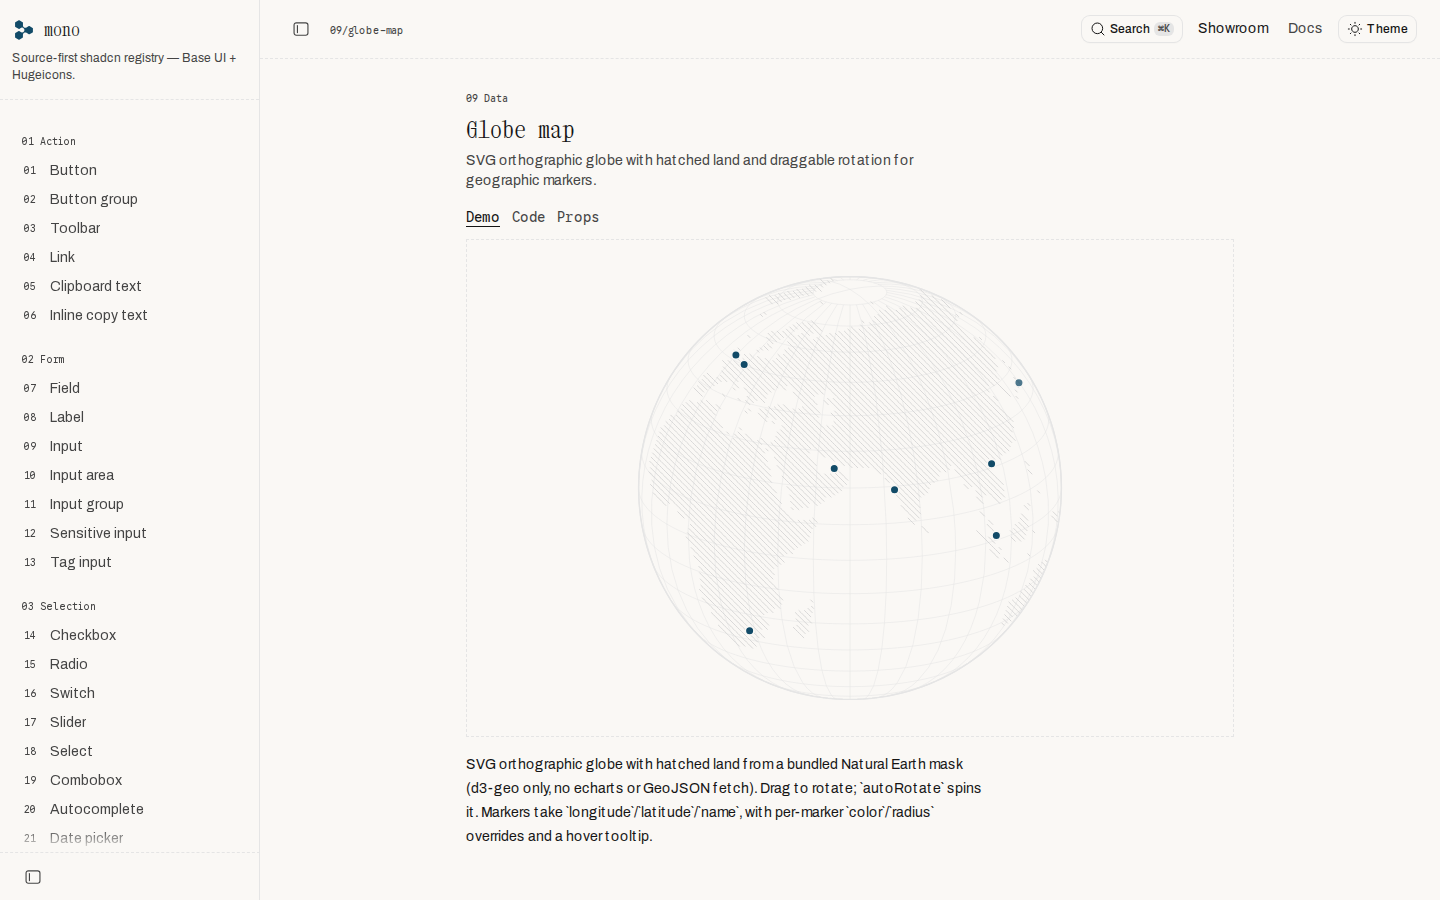 mono
Source-first shadcn registry — Base UI +
Hugeicons.
01 Action
01 Button
02 Button group
03 Toolbar
04 Link
05 Clipboard text
06 Inline copy text
02 Form
07 Field
08 Label
09 Input
10 Input area
11 Input group
12 Sensitive input
13 Tag input
03 Selection
14 Checkbox
15 Radio
16 Switch
17 Slider
18 Select
19 Combobox
20 Autocomplete
21 Date picker
09/globe-map
Search ⌘K
Showroom
Docs
Theme
09 Data
Globe map
SVG orthographic globe with hatched land and draggable rotation for
geographic markers.
Demo Code Props
SVG orthographic globe with hatched land from a bundled Natural Earth mask
(d3-geo only, no echarts or GeoJSON fetch). Drag to rotate; `autoRotate` spins
it. Markers take `longitude`/`latitude`/`name`, with per-marker `color`/`radius`
overrides and a hover tooltip.